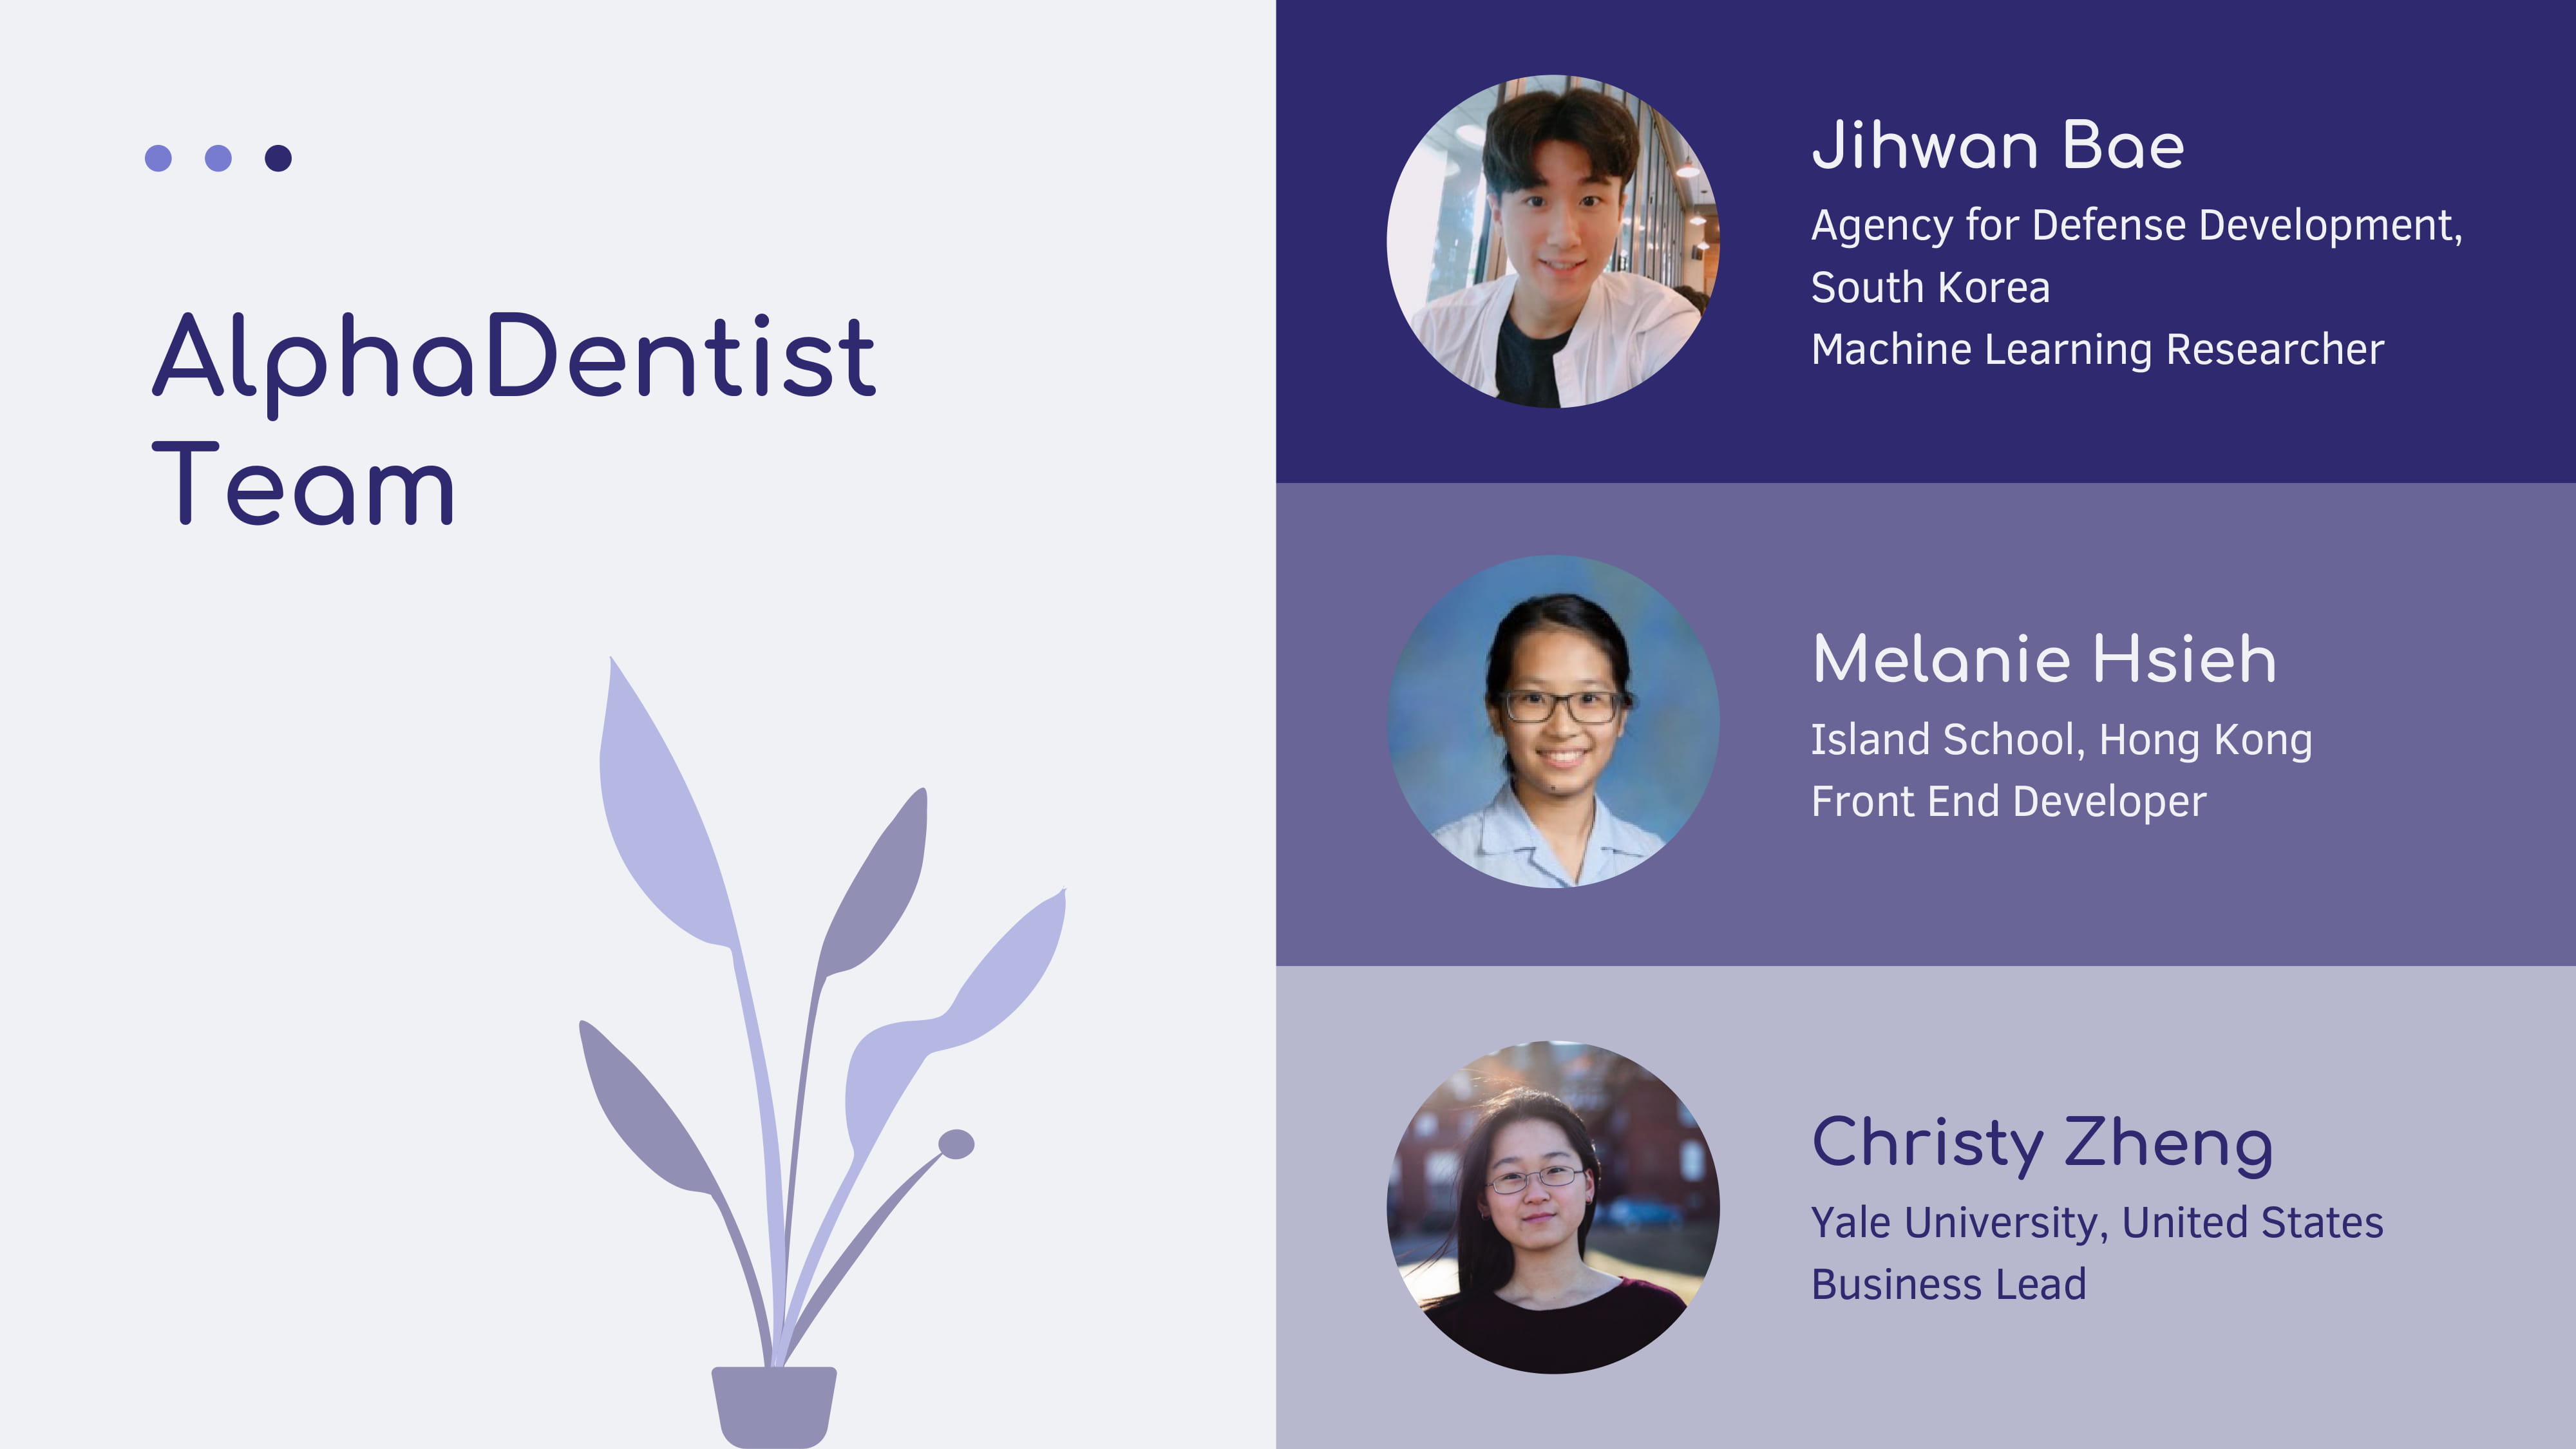 AlphaDentist
Team
Jihwan Bae
Agency for Defense Development,
South Korea
Machine Learning Researcher
Melanie Hsieh
Island School, Hong Kong
Front End Developer
Christy Zheng
Yale University, United States
Business Lead